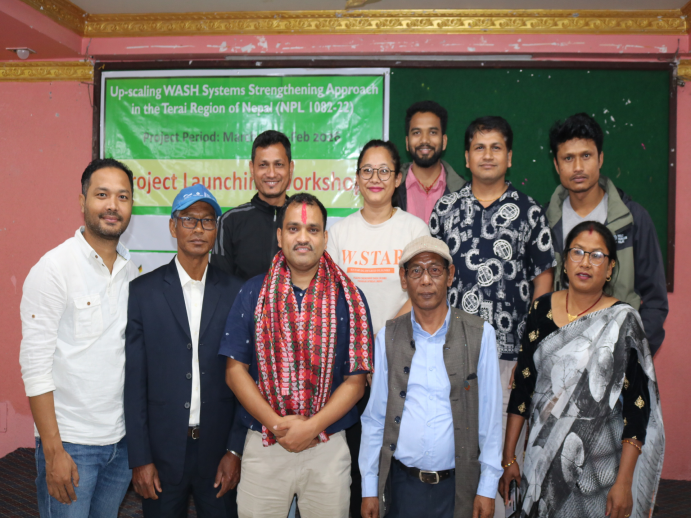 Up-scaling WASH Systems Strengthening Approach
in the Terai Region of Nepal (NPL 1082-22)
Project Period: Feb
roject Launching Workshop
W.STAR